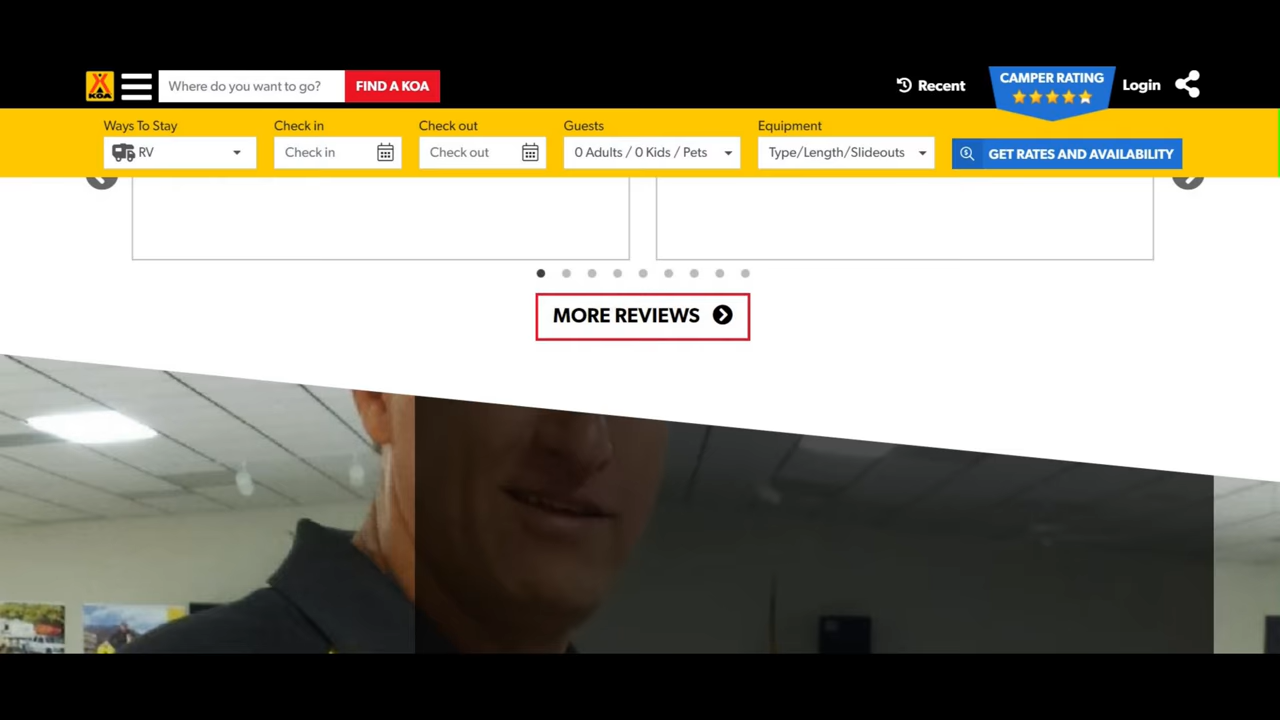 KOA
Where do you want to go?
FIND A KOA
Recent
CAMPER RATING
Login
Ways To Stay
Check in
Check out
Guests
Equipment
RV
Check in
Check out
0 Adults / 0 Kids / Pets
Type/Length/Slideouts
GET RATES AND AVAILABILITY
MORE REVIEWS